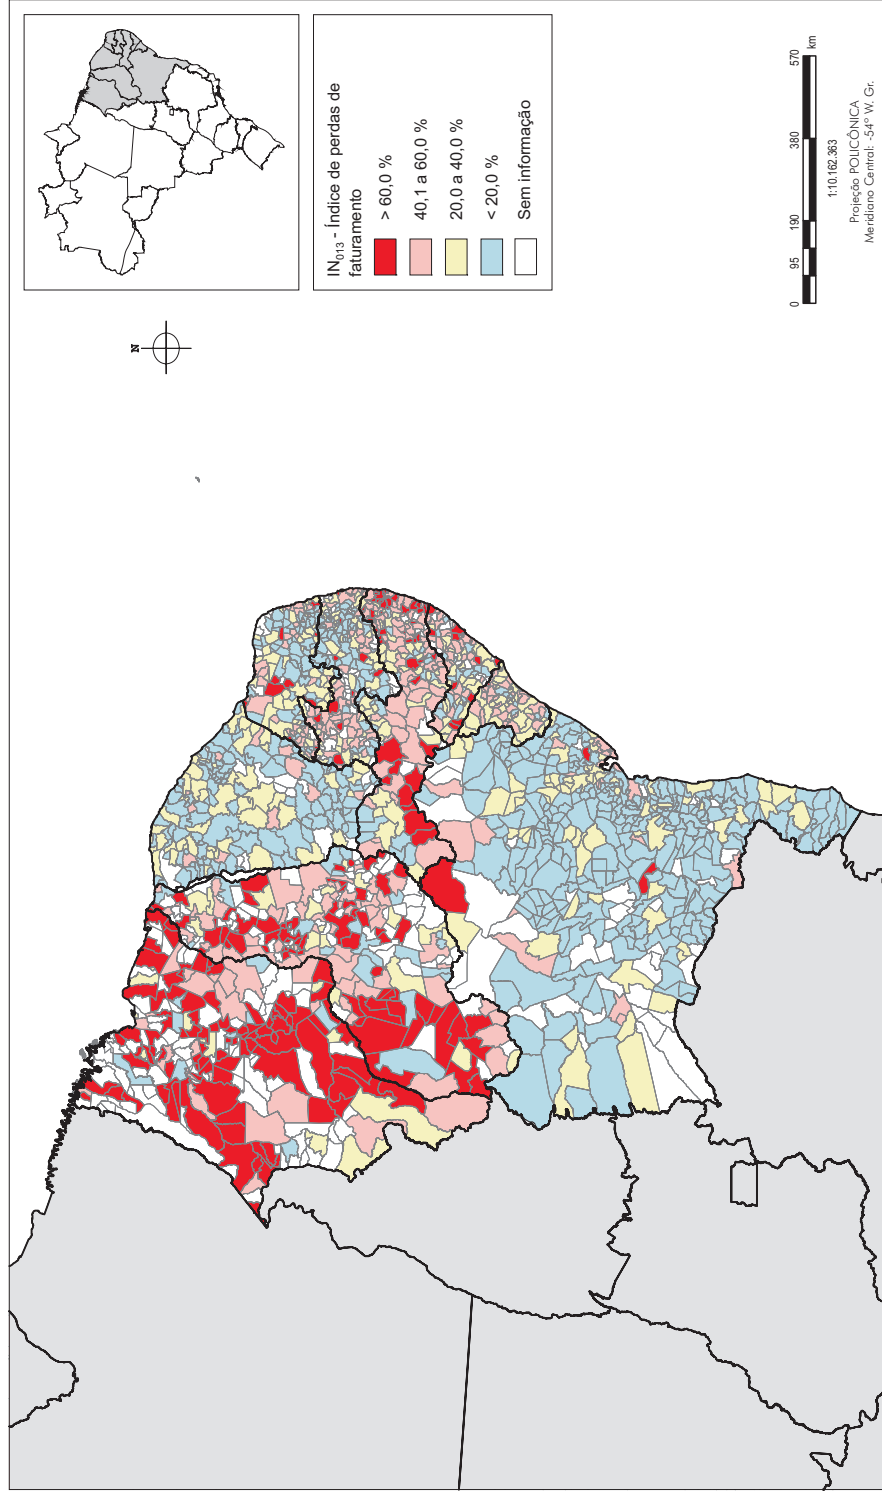 N
IN013 - Índice de perdas de
faturamento
> 60,0 %
40,1 a 60,0 %
20,0 a 40,0 %
< 20,0 %
Sem informação
0 95 190 380 570
km
1:10.162.363
Projeção POLICÔNICA
Meridiano Central: -54° W. Gr.